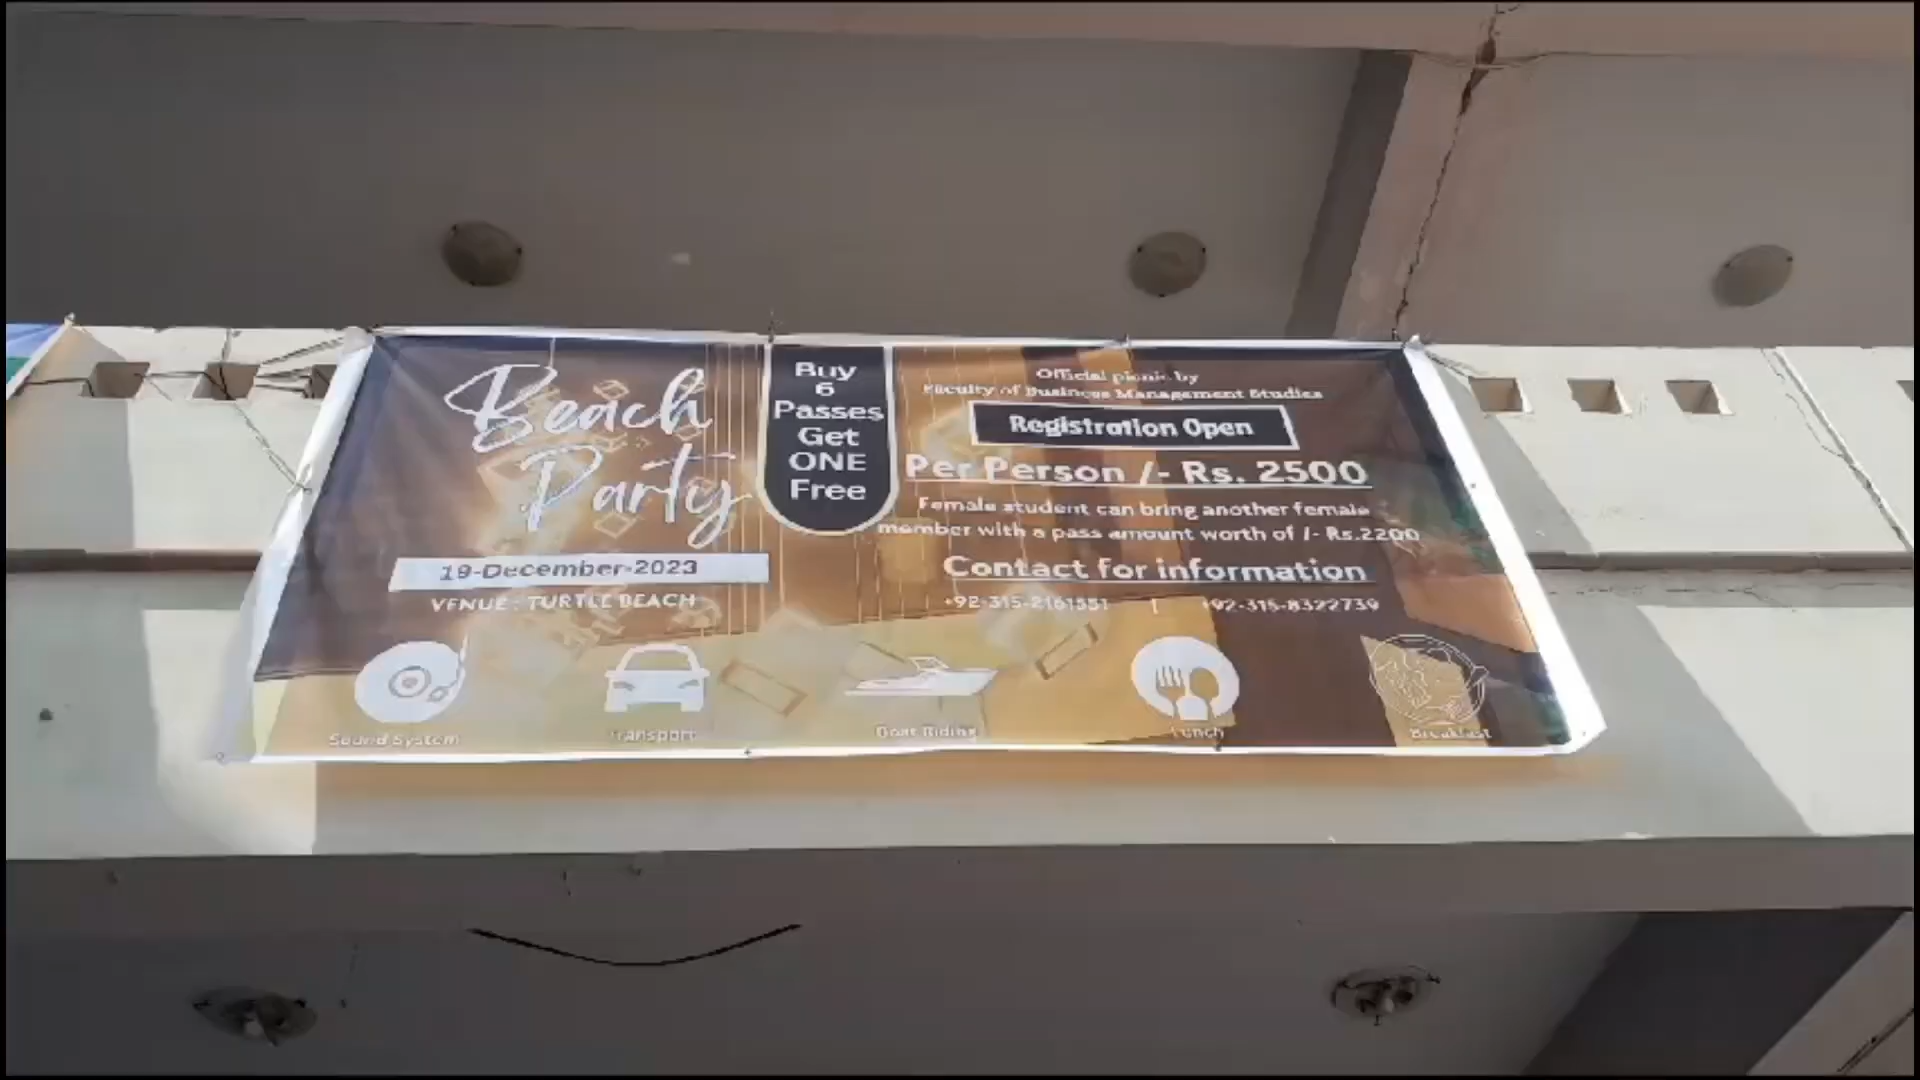 Beach
Party
19-December-2023
VENUE : TURTLE BEACH
Buy
6
Passes
Get
ONE
Free
Official picnic by
Faculty of Business Management Studies
Registration Open
Per Person /- Rs. 2500
Female student can bring another female
member with a pass amount worth of /- Rs.2200
Contact for information
+92-315-2161551 | +92-315-8322739
Sound System
Transport
Boat Riding
Lunch
Breakfast